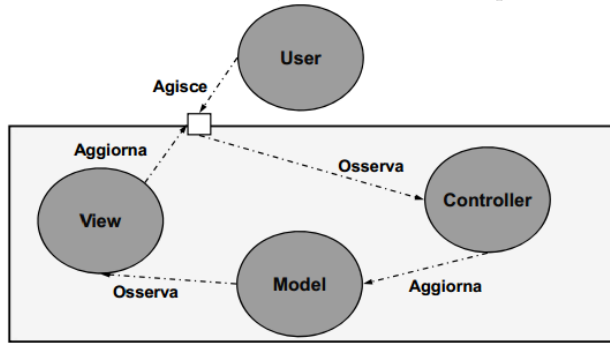 User
Agisce
Aggiorna
Osserva
Controller
View
Model
Osserva
Aggiorna